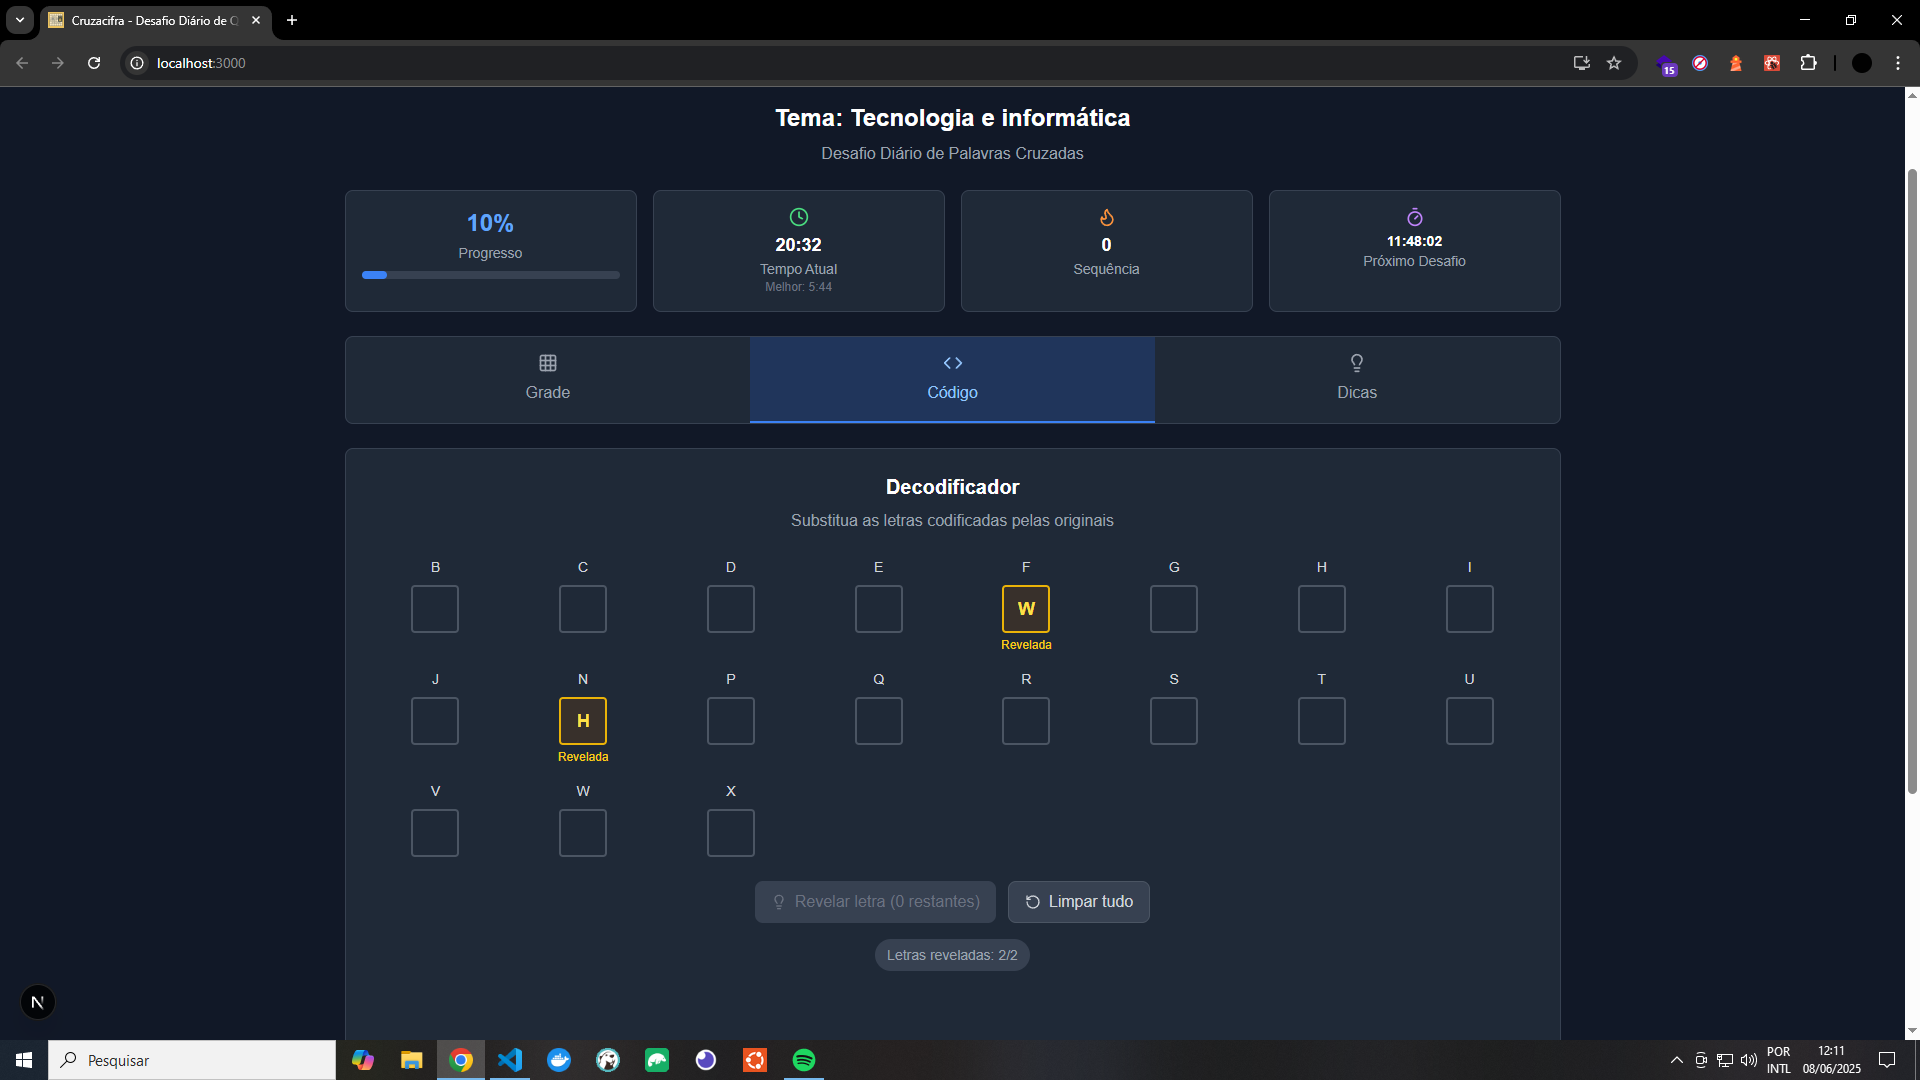 Cruzacifra - Desafio Diário de Q
localhost:3000
15
Tema: Tecnologia e informática
Desafio Diário de Palavras Cruzadas
10%
Progresso
20:32
Tempo Atual
Melhor: 5:44
0
Sequência
11:48:02
Próximo Desafio
Grade
Código
Dicas
Decodificador
Substitua as letras codificadas pelas originais
B C D E F G H I
W
Revelada
J N P Q R S T U
H
Revelada
V W X
Revelar letra (0 restantes)
Limpar tudo
Letras reveladas: 2/2
N
Pesquisar
POR
INTL
12:11
08/06/2025